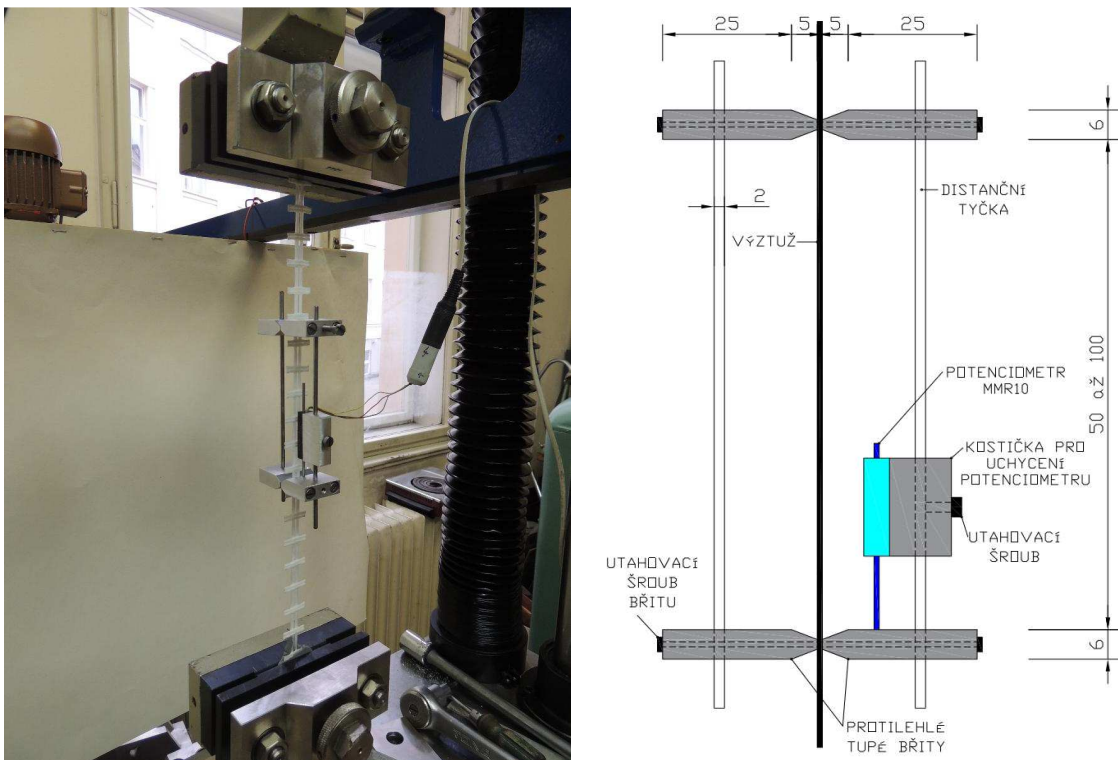 25
5
5
25
6
DISTANČNÍ
TYČKA
2
VÝZTUŽ
50 až 100
POTENCIOMETR
MMR10
KOSTIČKA PRO
UCHYCENÍ
POTENCIOMETRU
UTAHOVACÍ
ŠROUB
UTAHOVACÍ
ŠROUB
BŘITU
6
PROTILEHLÉ
TUPÉ BŘITY